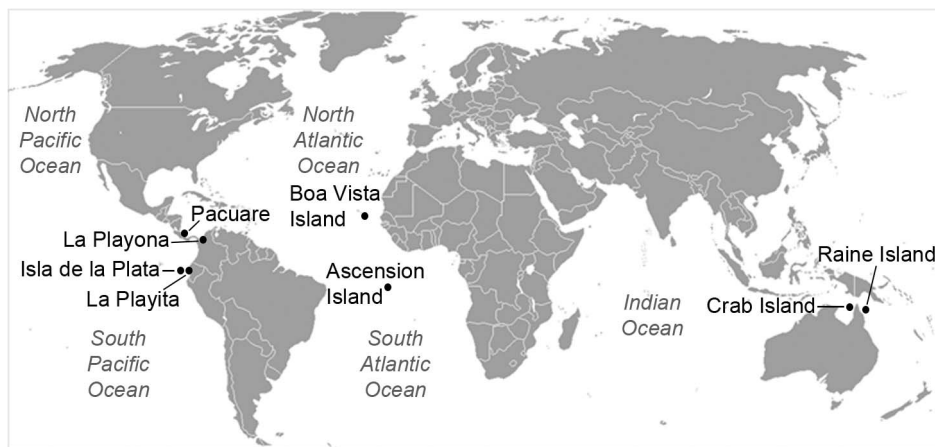 North
Pacific
Ocean
North
Atlantic
Ocean
Boa Vista
Island
Pacuare
La Playona
Isla de la Plata
La Playita
Ascension
Island
Raine Island
Crab Island
Indian
Ocean
South
Pacific
Ocean
South
Atlantic
Ocean